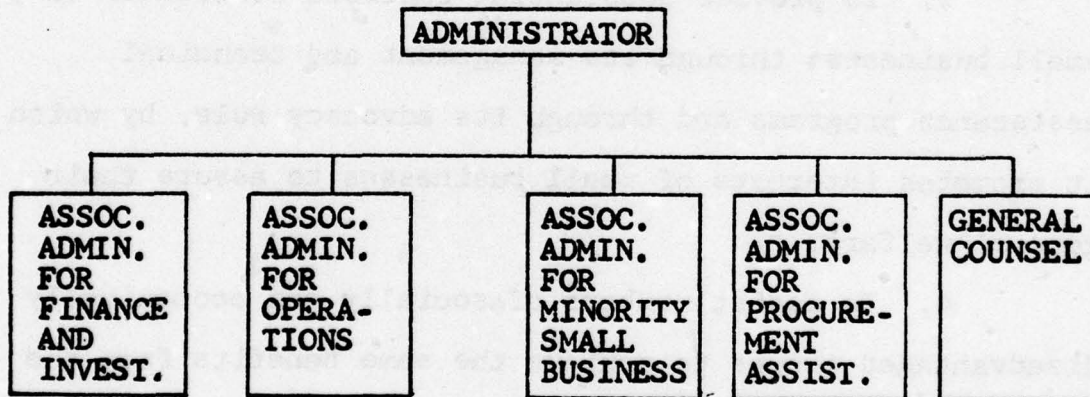 ADMINISTRATOR
ASSOC.
ADMIN.
FOR
FINANCE
AND
INVEST.
ASSOC.
ADMIN.
FOR
OPERA-
TIONS
ASSOC.
ADMIN.
FOR
MINORITY
SMALL
BUSINESS
ASSOC.
ADMIN.
FOR
PROCURE-
MENT
ASSIST.
GENERAL
COUNSEL